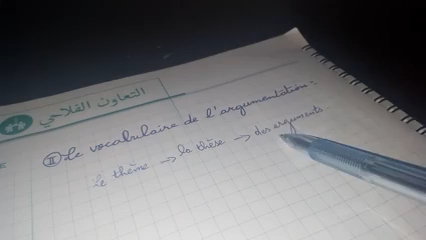 التعاون الفلاحي
II Le vocabulaire de l'argumentation :
Le thème → la thèse → des arguments